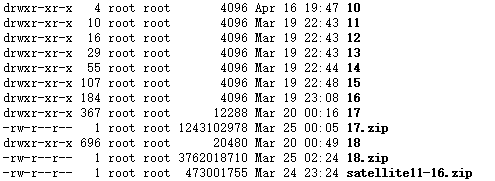 drwxr-xr-x 4 root root 4096 Apr 16 19:47 10
drwxr-xr-x 10 root root 4096 Mar 19 22:43 11
drwxr-xr-x 16 root root 4096 Mar 19 22:43 12
drwxr-xr-x 29 root root 4096 Mar 19 22:43 13
drwxr-xr-x 55 root root 4096 Mar 19 22:44 14
drwxr-xr-x 107 root root 4096 Mar 19 22:48 15
drwxr-xr-x 184 root root 4096 Mar 19 23:08 16
drwxr-xr-x 367 root root 12288 Mar 20 00:16 17
-rw-r--r-- 1 root root 1243102978 Mar 25 00:05 17.zip
drwxr-xr-x 696 root root 20480 Mar 20 00:49 18
-rw-r--r-- 1 root root 3762018710 Mar 25 02:24 18.zip
-rw-r--r-- 1 root root 473001755 Mar 24 23:24 satellite11-16.zip